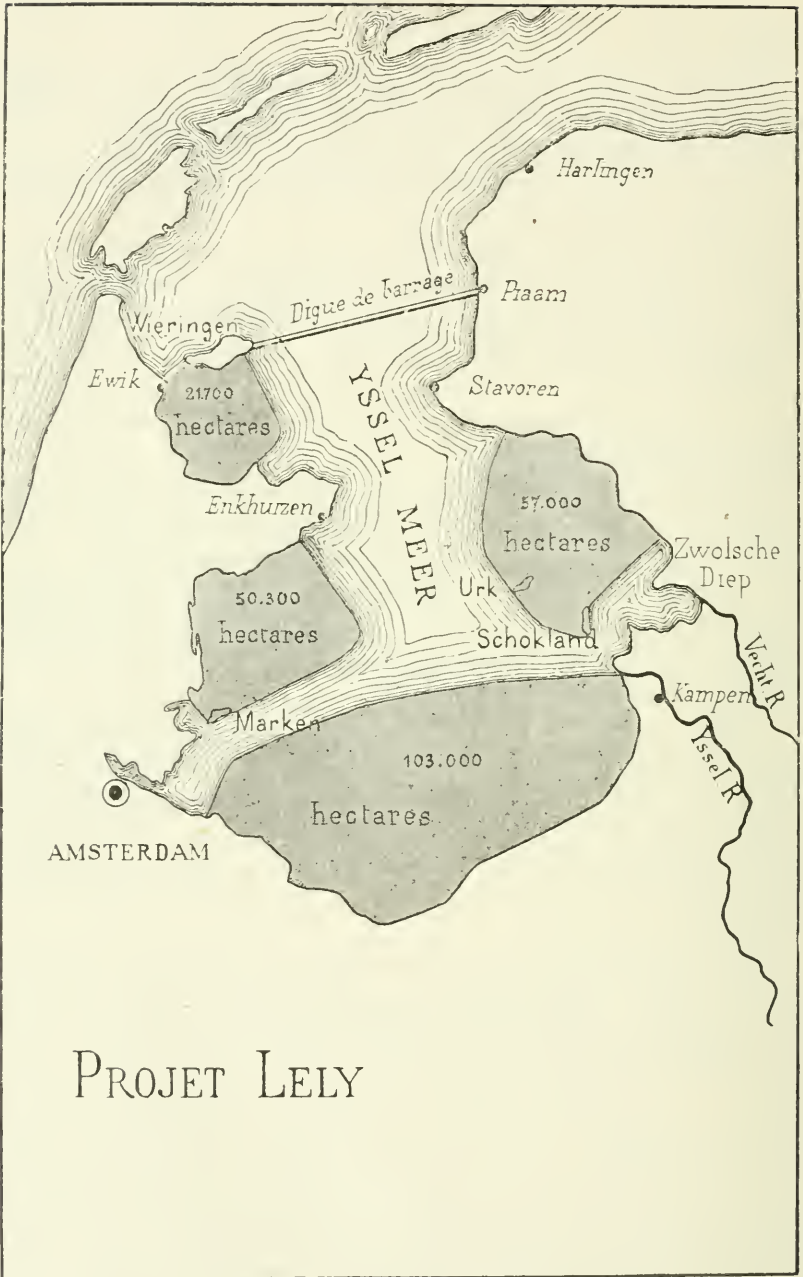 Harlingen
Digue de barrage
Piaam
Wieringen
Ewik
21.700
hectares
Stavoren
YSSEL MEER
Enkhuizen
57.000
hectares
Zwolsche
Diep
50.300
hectares
Urk
Schokland
Vecht. R
Kampen
Marken
Yssel R
103.000
hectares
AMSTERDAM
PROJET LELY